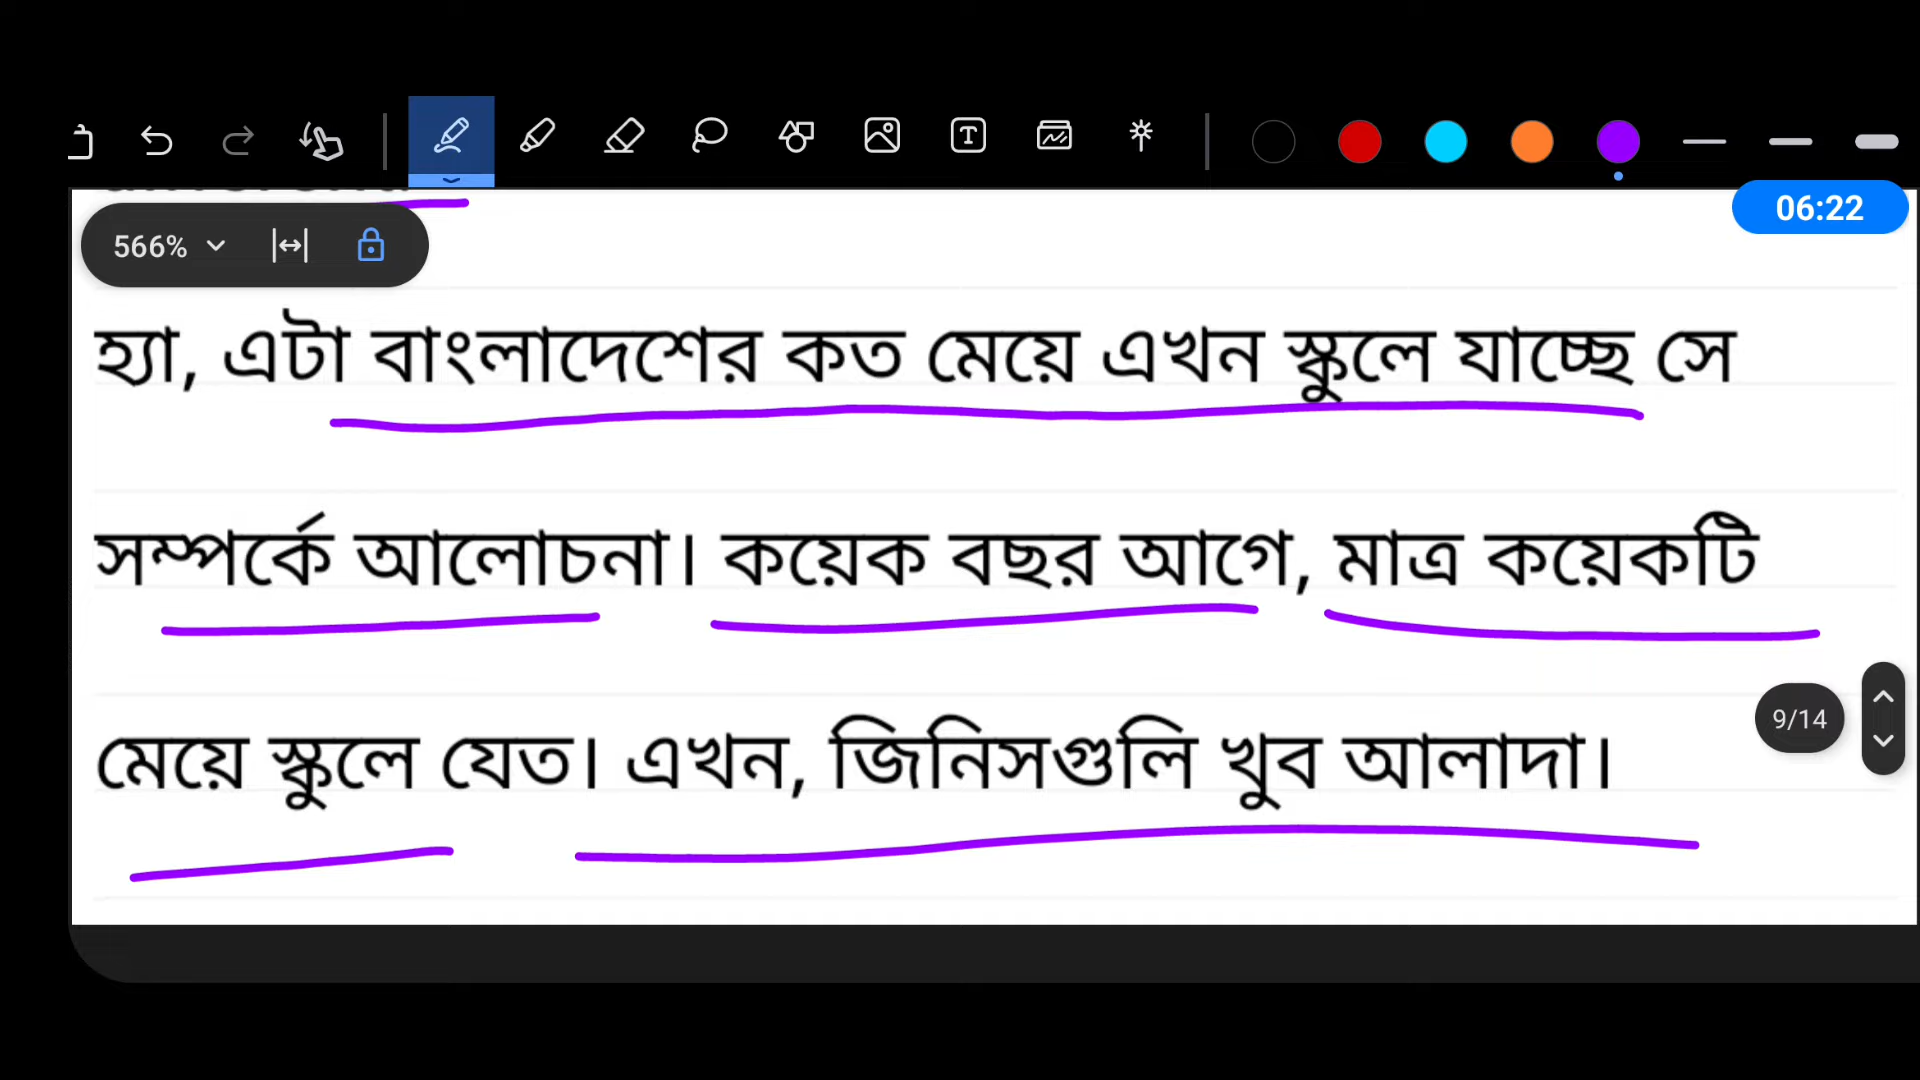 06:22
566%
হ্যা, এটা বাংলাদেশের কত মেয়ে এখন স্কুলে যাচ্ছে সে
সম্পর্কে আলোচনা। কয়েক বছর আগে, মাত্র কয়েকটি
মেয়ে স্কুলে যেত। এখন, জিনিসগুলি খুব আলাদা।
9/14